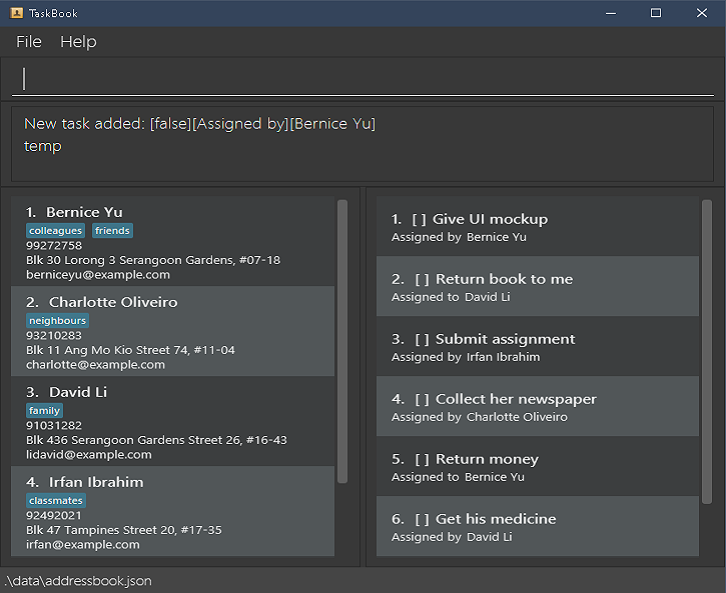 TaskBook
File Help
New task added: [false][Assigned by][Bernice Yu]
temp
1. Bernice Yu
colleagues friends
99272758
Blk 30 Lorong 3 Serangoon Gardens, #07-18
berniceyu@example.com
2. Charlotte Oliveiro
neighbours
93210283
Blk 11 Ang Mo Kio Street 74, #11-04
charlotte@example.com
3. David Li
family
91031282
Blk 436 Serangoon Gardens Street 26, #16-43
lidavid@example.com
4. Irfan Ibrahim
classmates
92492021
Blk 47 Tampines Street 20, #17-35
irfan@example.com
1. [ ] Give UI mockup
Assigned by Bernice Yu
2. [ ] Return book to me
Assigned to David Li
3. [ ] Submit assignment
Assigned by Irfan Ibrahim
4. [ ] Collect her newspaper
Assigned by Charlotte Oliveiro
5. [ ] Return money
Assigned to Bernice Yu
6. [ ] Get his medicine
Assigned by David Li
.\data\addressbook.json